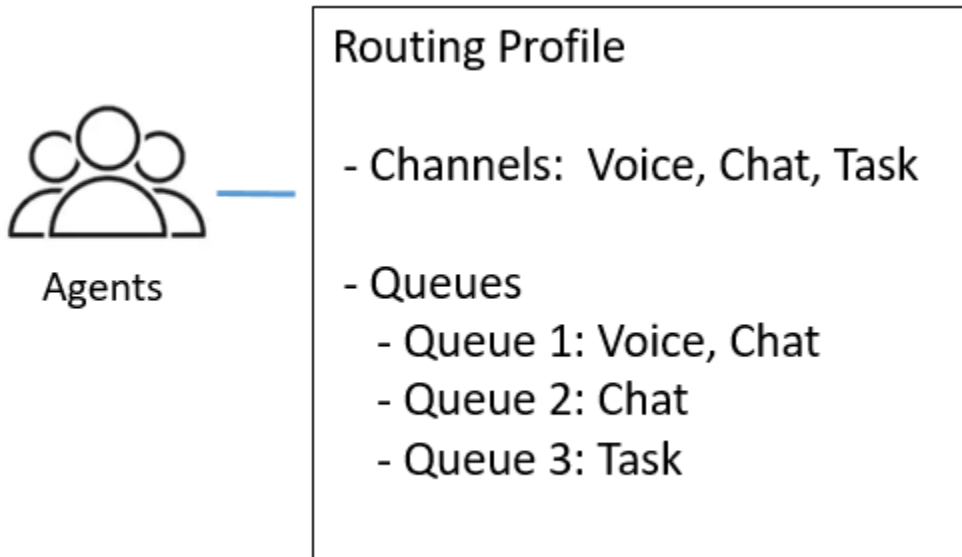 Agents
Routing Profile
- Channels: Voice, Chat, Task
- Queues
- Queue 1: Voice, Chat
- Queue 2: Chat
- Queue 3: Task